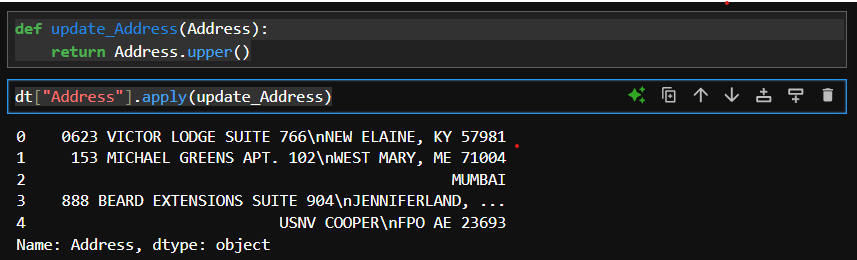 def update_Address(Address):
    return Address.upper()
dt["Address"].apply(update_Address)
0    0623 VICTOR LODGE SUITE 766\nNEW ELAINE, KY 57981
1     153 MICHAEL GREENS APT. 102\nWEST MARY, ME 71004
2                                               MUMBAI
3    888 BEARD EXTENSIONS SUITE 904\nJENNIFERLAND, ...
4                           USNV COOPER\nFPO AE 23693
Name: Address, dtype: object